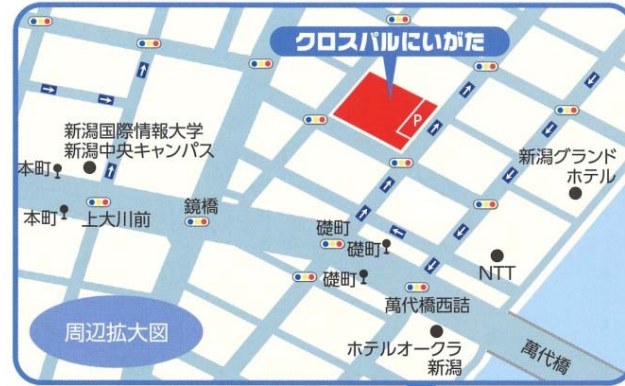 クロスパルにいがた
P
新潟国際情報大学
新潟中央キャンパス
本町
本町
上大川前
鏡橋
礎町
礎町
礎町
新潟グランド
ホテル
NTT
萬代橋西詰
ホテルオークラ
新潟
萬代橋
周辺拡大図